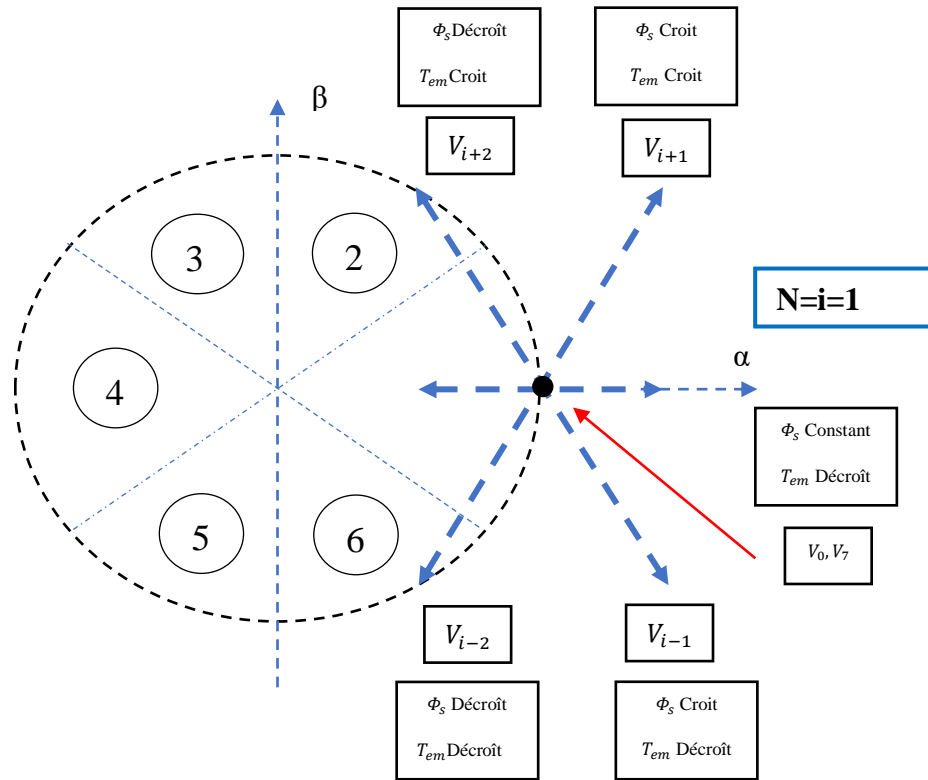 Φs Décroît
Tem Croit
Φs Croit
Tem Croit
β
Vi+2
Vi+1
3
2
N=i=1
α
4
Φs Constant
Tem Décroît
5
6
V0, V7
Vi−2
Vi−1
Φs Décroît
Tem Décroît
Φs Croit
Tem Décroît